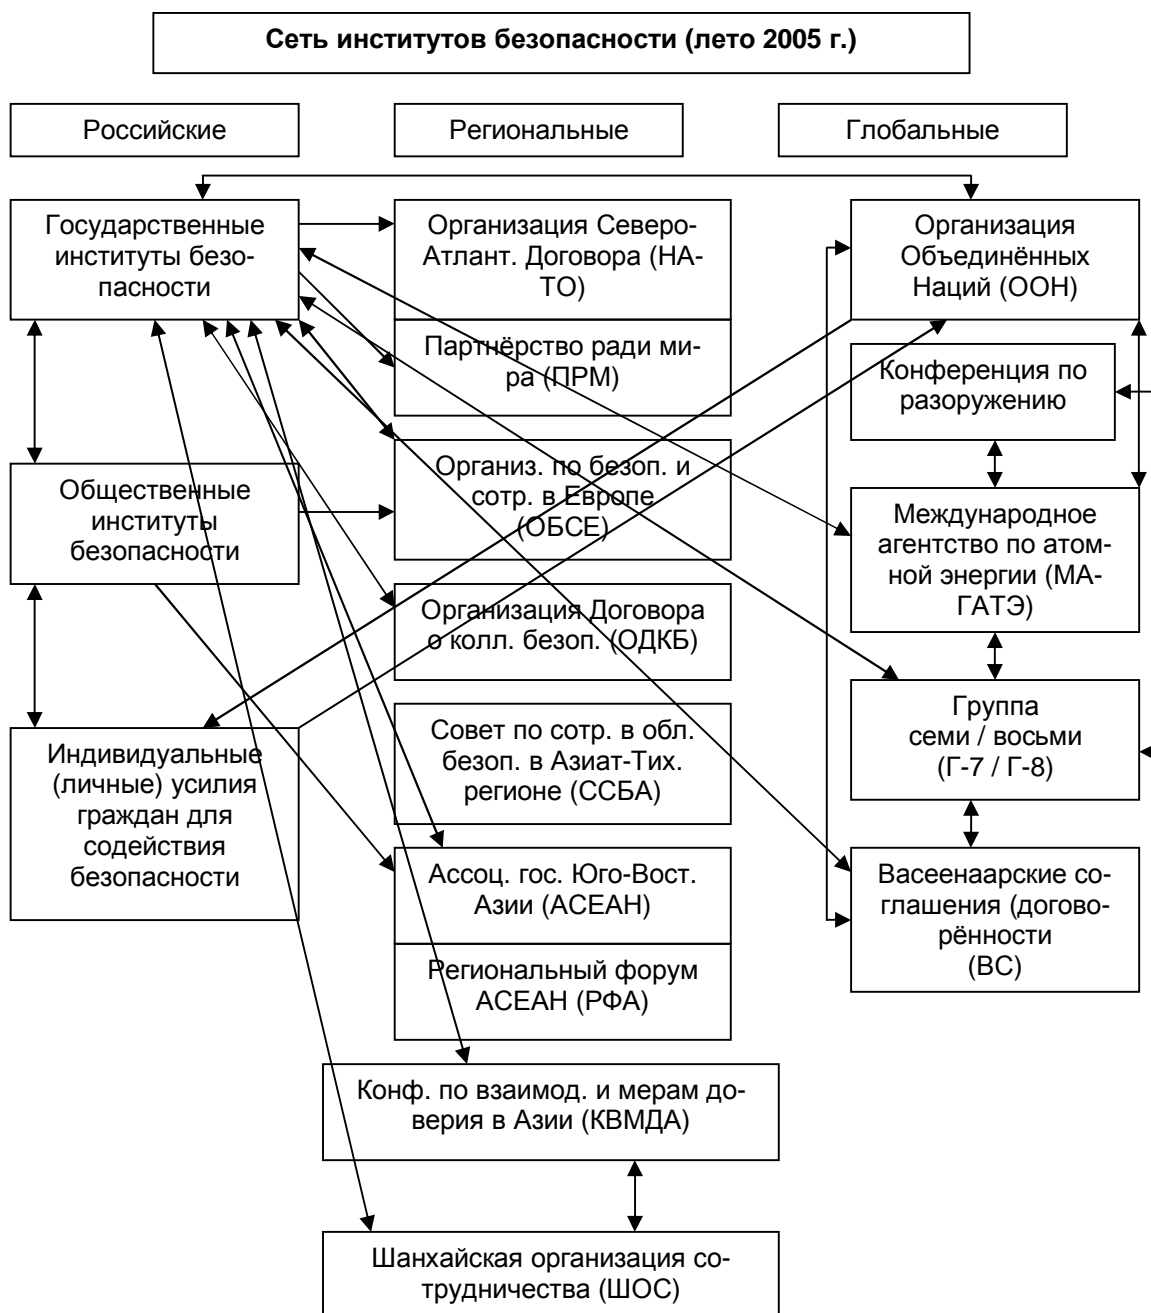 Сеть институтов безопасности (лето 2005 г.)
Российские
Региональные
Глобальные
Государственные
институты безо-
пасности
Общественные
институты
безопасности
Индивидуальные
(личные) усилия
граждан для
содействия
безопасности
Организация Северо-
Атлант. Договора (НА-
ТО)
Партнёрство ради ми-
ра (ПРМ)
Организ. по безоп. и
сотр. в Европе
(ОБСЕ)
Организация Договора
о колл. безоп. (ОДКБ)
Совет по сотр. в обл.
безоп. в Азиат-Тих.
регионе (ССБА)
Ассоц. гос. Юго-Вост.
Азии (АСЕАН)
Региональный форум
АСЕАН (РФА)
Конф. по взаимод. и мерам до-
верия в Азии (КВМДА)
Шанхайская организация со-
трудничества (ШОС)
Организация
Объединённых
Наций (ООН)
Конференция по
разоружению
Международное
агентство по атом-
ной энергии (МА-
ГАТЭ)
Группа
семи / восьми
(Г-7 / Г-8)
Васеенаарские со-
глашения (догово-
рённости
(ВС)